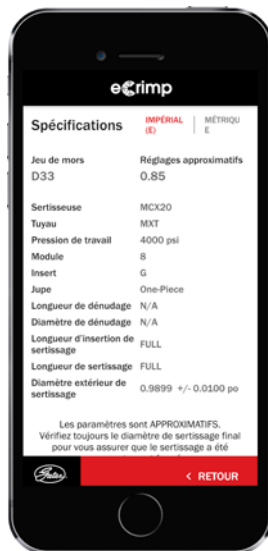 eCrimp
Spécifications IMPÉRIAL (E) | MÉTRIQU E
Jeu de mors Réglages approximatifs
D33 0.85
Sertisseuse MCX20
Tuyau MXT
Pression de travail 4000 psi
Module 8
Insert G
Jupe One-Piece
Longueur de dénudage N/A
Diamètre de dénudage N/A
Longueur d'insertion de sertissage FULL
Longueur de sertissage FULL
Diamètre extérieur de sertissage 0.9899 +/- 0.0100 po
Les paramètres sont APPROXIMATIFS.
Vérifiez toujours le diamètre de sertissage final
pour vous assurer que le sertissage a été
Gates < RETOUR